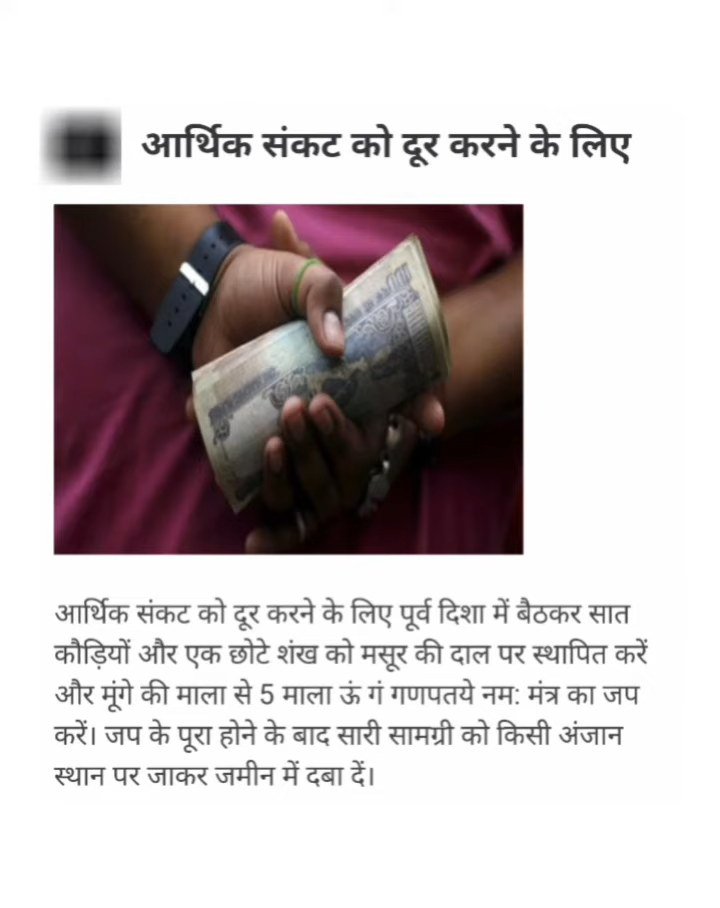 आर्थिक संकट को दूर करने के लिए
आर्थिक संकट को दूर करने के लिए पूर्व दिशा में बैठकर सात
कौड़ियों और एक छोटे शंख को मसूर की दाल पर स्थापित करें
और मूंगे की माला से 5 माला ऊं गं गणपतये नम: मंत्र का जप
करें। जप के पूरा होने के बाद सारी सामग्री को किसी अंजान
स्थान पर जाकर जमीन में दबा दें।